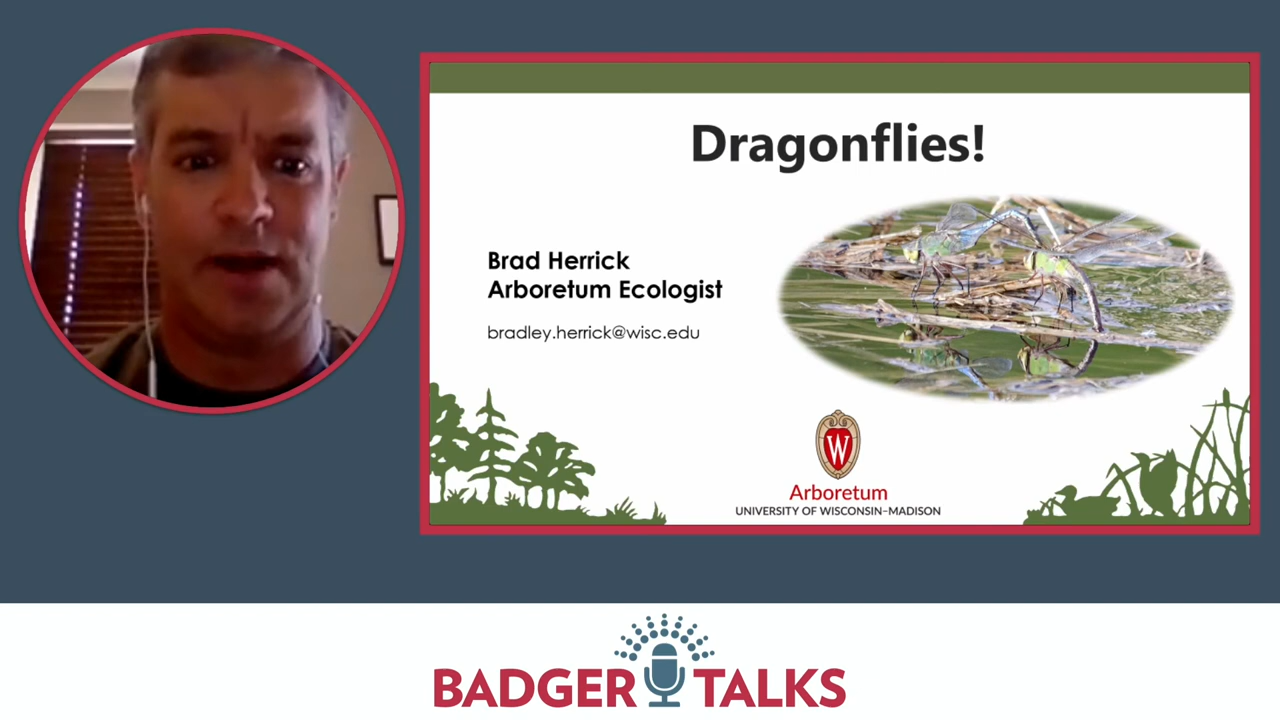 Dragonflies!
Brad Herrick
Arboretum Ecologist
bradley.herrick@wisc.edu
W
Arboretum
UNIVERSITY OF WISCONSIN–MADISON
BADGER TALKS